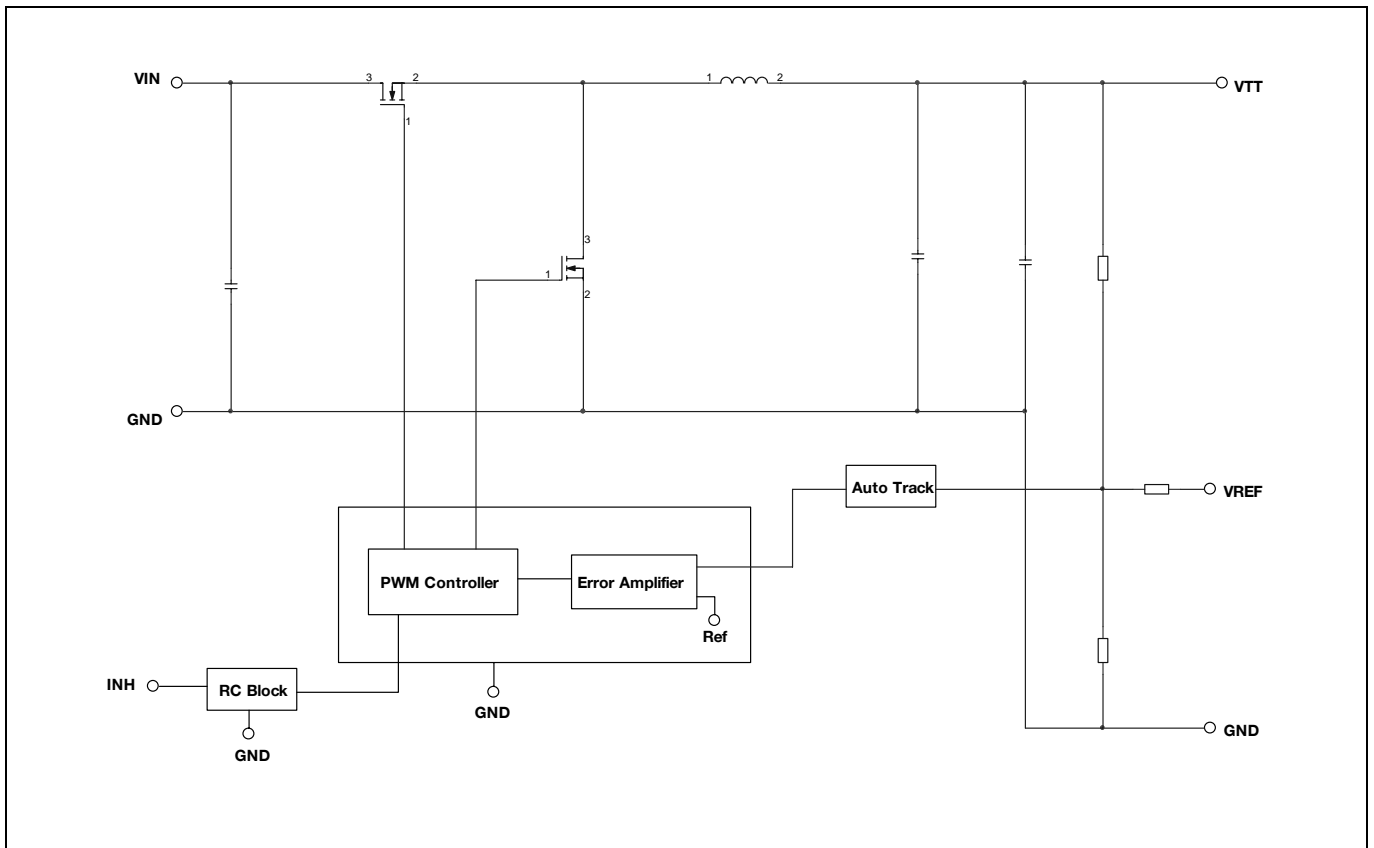 VIN
3
2
1
1
2
VTT
3
1
2
GND
Auto Track
VREF
PWM Controller
Error Amplifier
Ref
INH
RC Block
GND
GND
GND